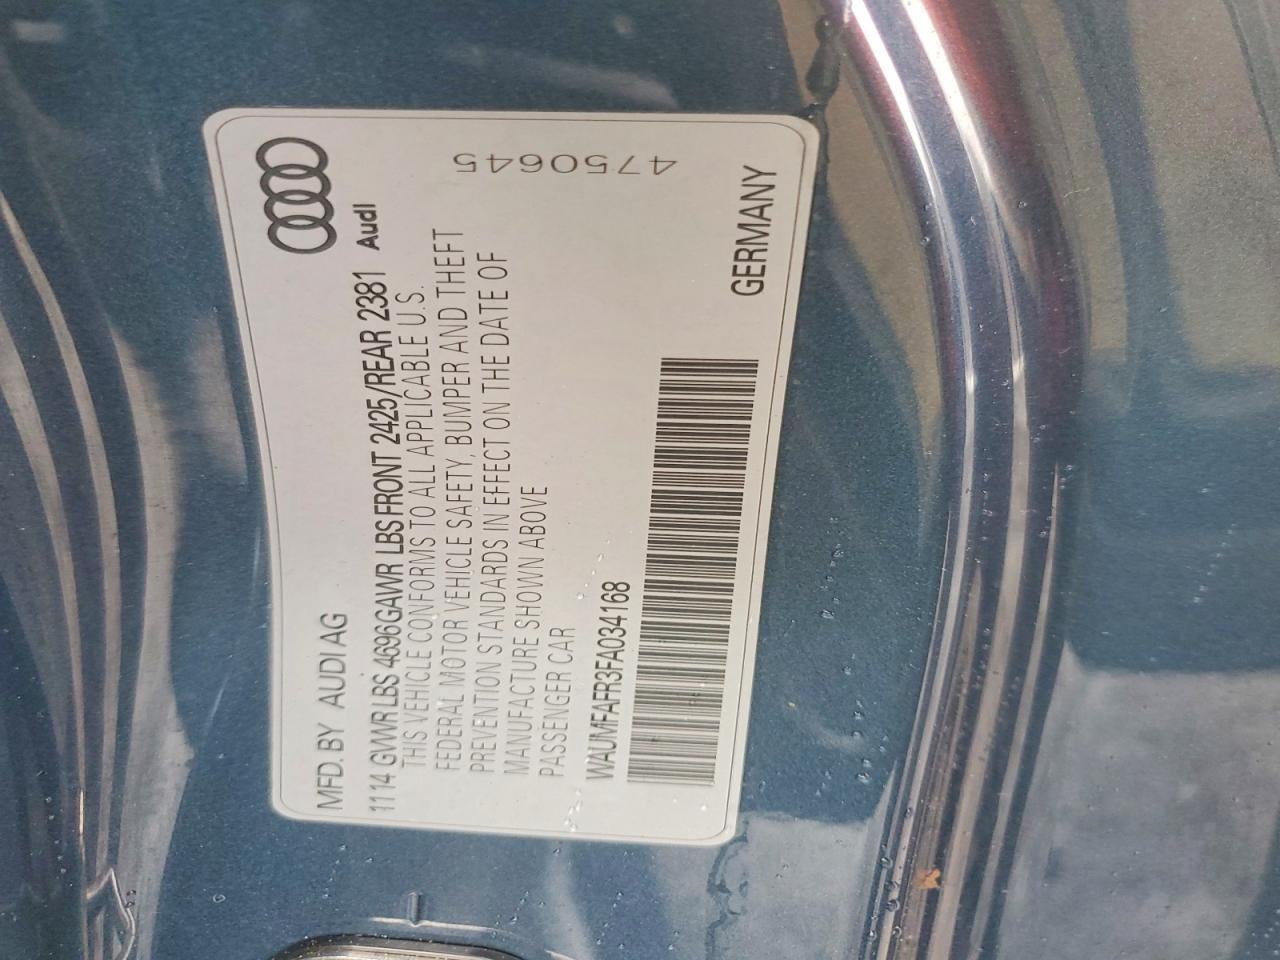 MFD. BY AUDI AG
Audi
11 14 GVWR LBS 4696 GAWR LBS FRONT 2425/REAR 2381
THIS VEHICLE CONFORMS TO ALL APPLICABLE U.S.
FEDERAL MOTOR VEHICLE SAFETY, BUMPER AND THEFT
PREVENTION STANDARDS IN EFFECT ON THE DATE OF
MANUFACTURE SHOWN ABOVE
PASSENGER CAR
WAUMFAFR3FA034168
GERMANY
4750645